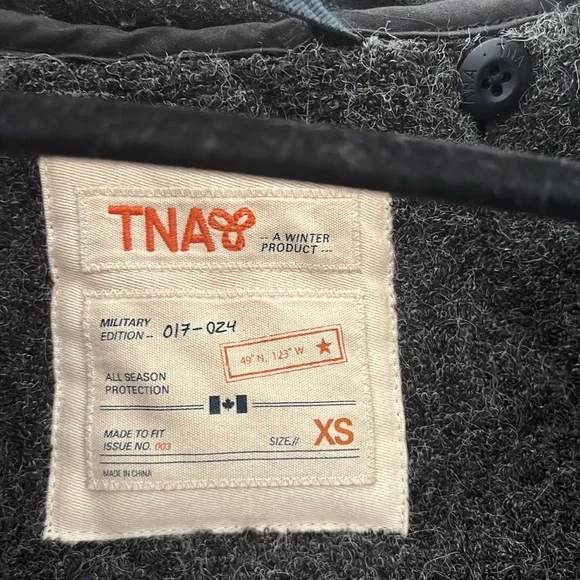 TNA
-- A WINTER
PRODUCT ---
MILITARY
EDITION -- 017-024
49° N, 123° W
ALL SEASON
PROTECTION
MADE TO FIT
ISSUE NO. 003
SIZE // XS
MADE IN CHINA
TNA